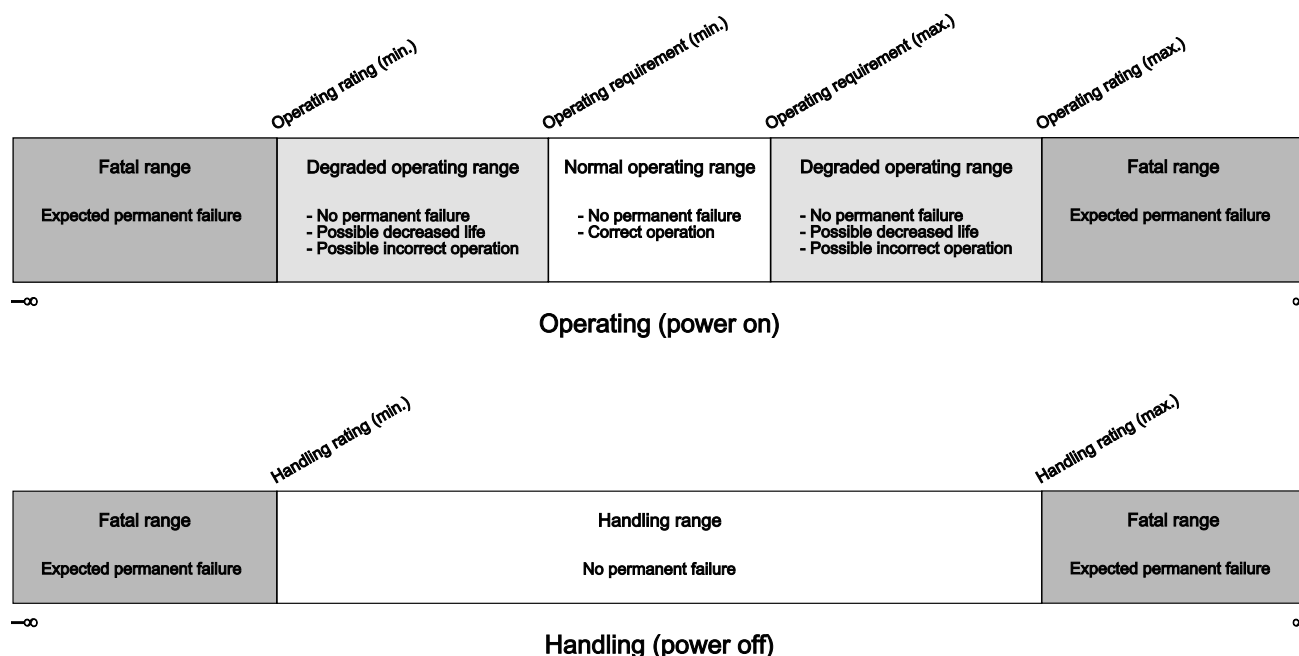 Operating rating (min.)
Operating requirement (min.)
Operating requirement (max.)
Operating rating (max.)
Fatal range
Expected permanent failure
Degraded operating range
- No permanent failure
- Possible decreased life
- Possible incorrect operation
Normal operating range
- No permanent failure
- Correct operation
Degraded operating range
- No permanent failure
- Possible decreased life
- Possible incorrect operation
Fatal range
Expected permanent failure
–∞
∞
Operating (power on)
Handling rating (min.)
Handling rating (max.)
Fatal range
Expected permanent failure
Handling range
No permanent failure
Fatal range
Expected permanent failure
–∞
∞
Handling (power off)